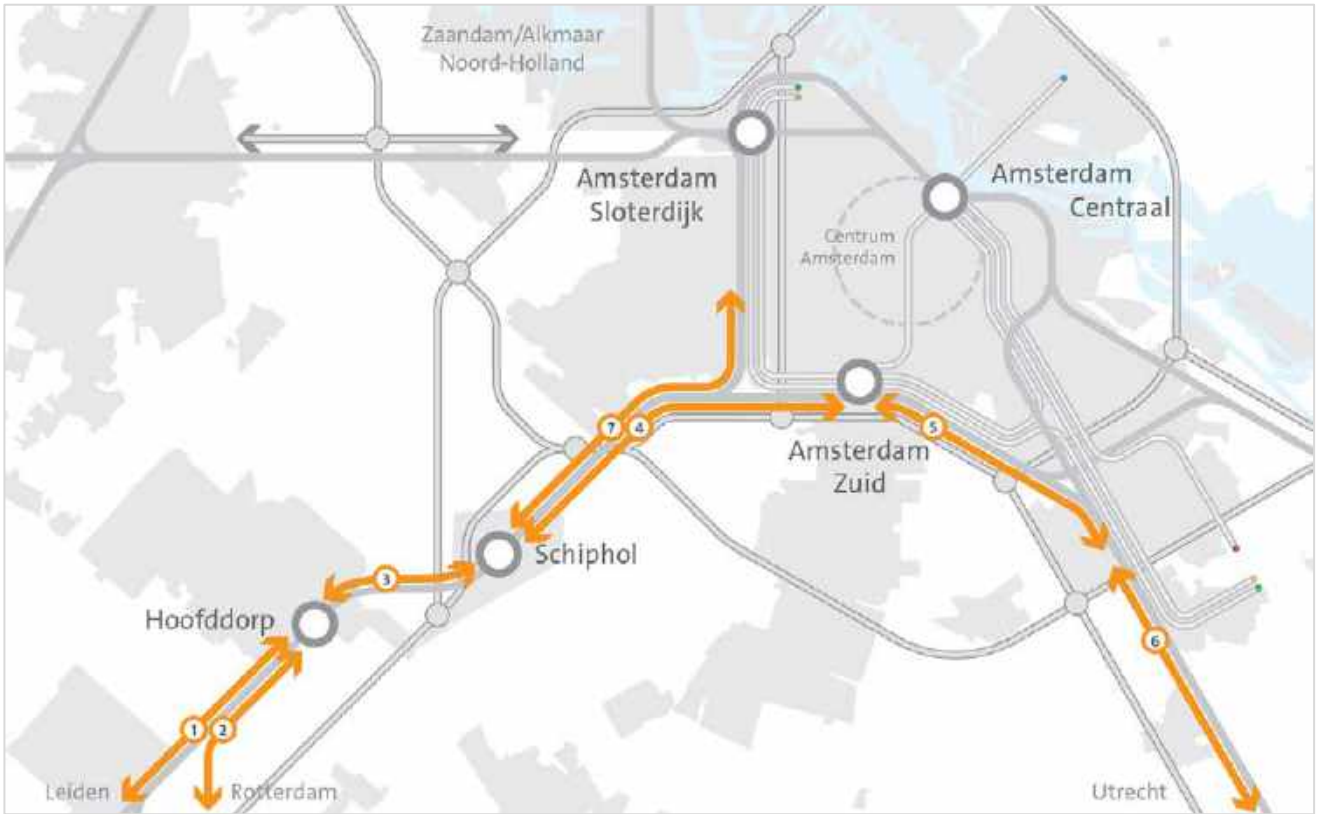 Zaandam/Alkmaar
Noord-Holland
Amsterdam
Sloterdijk
Amsterdam
Centraal
Centrum
Amsterdam
7
4
5
Amsterdam
Zuid
Schiphol
3
Hoofddorp
6
1
2
Leiden
Rotterdam
Utrecht